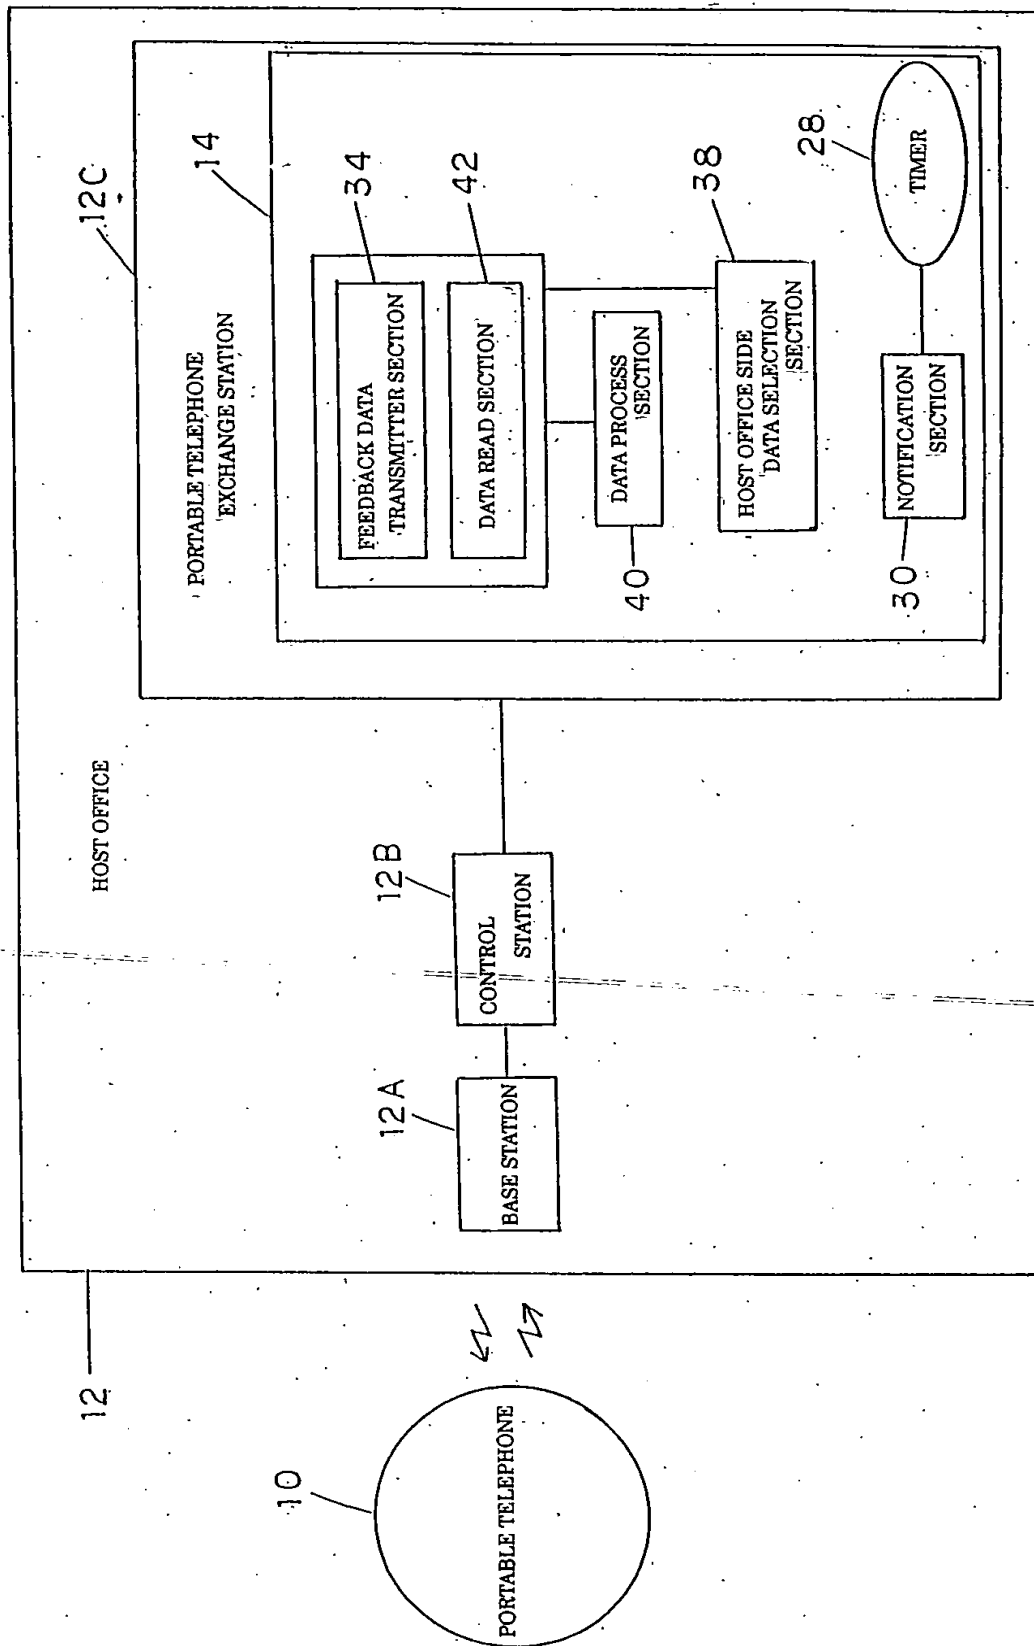 HOST OFFICE
12
10
PORTABLE TELEPHONE
12A
BASE STATION
12B
CONTROL
STATION
12C
PORTABLE TELEPHONE
EXCHANGE STATION
14
FEEDBACK DATA
TRANSMITTER SECTION
34
DATA READ SECTION
42
DATA PROCESS
SECTION
40
HOST OFFICE SIDE
DATA SELECTION
SECTION
38
NOTIFICATION
SECTION
30
TIMER
28